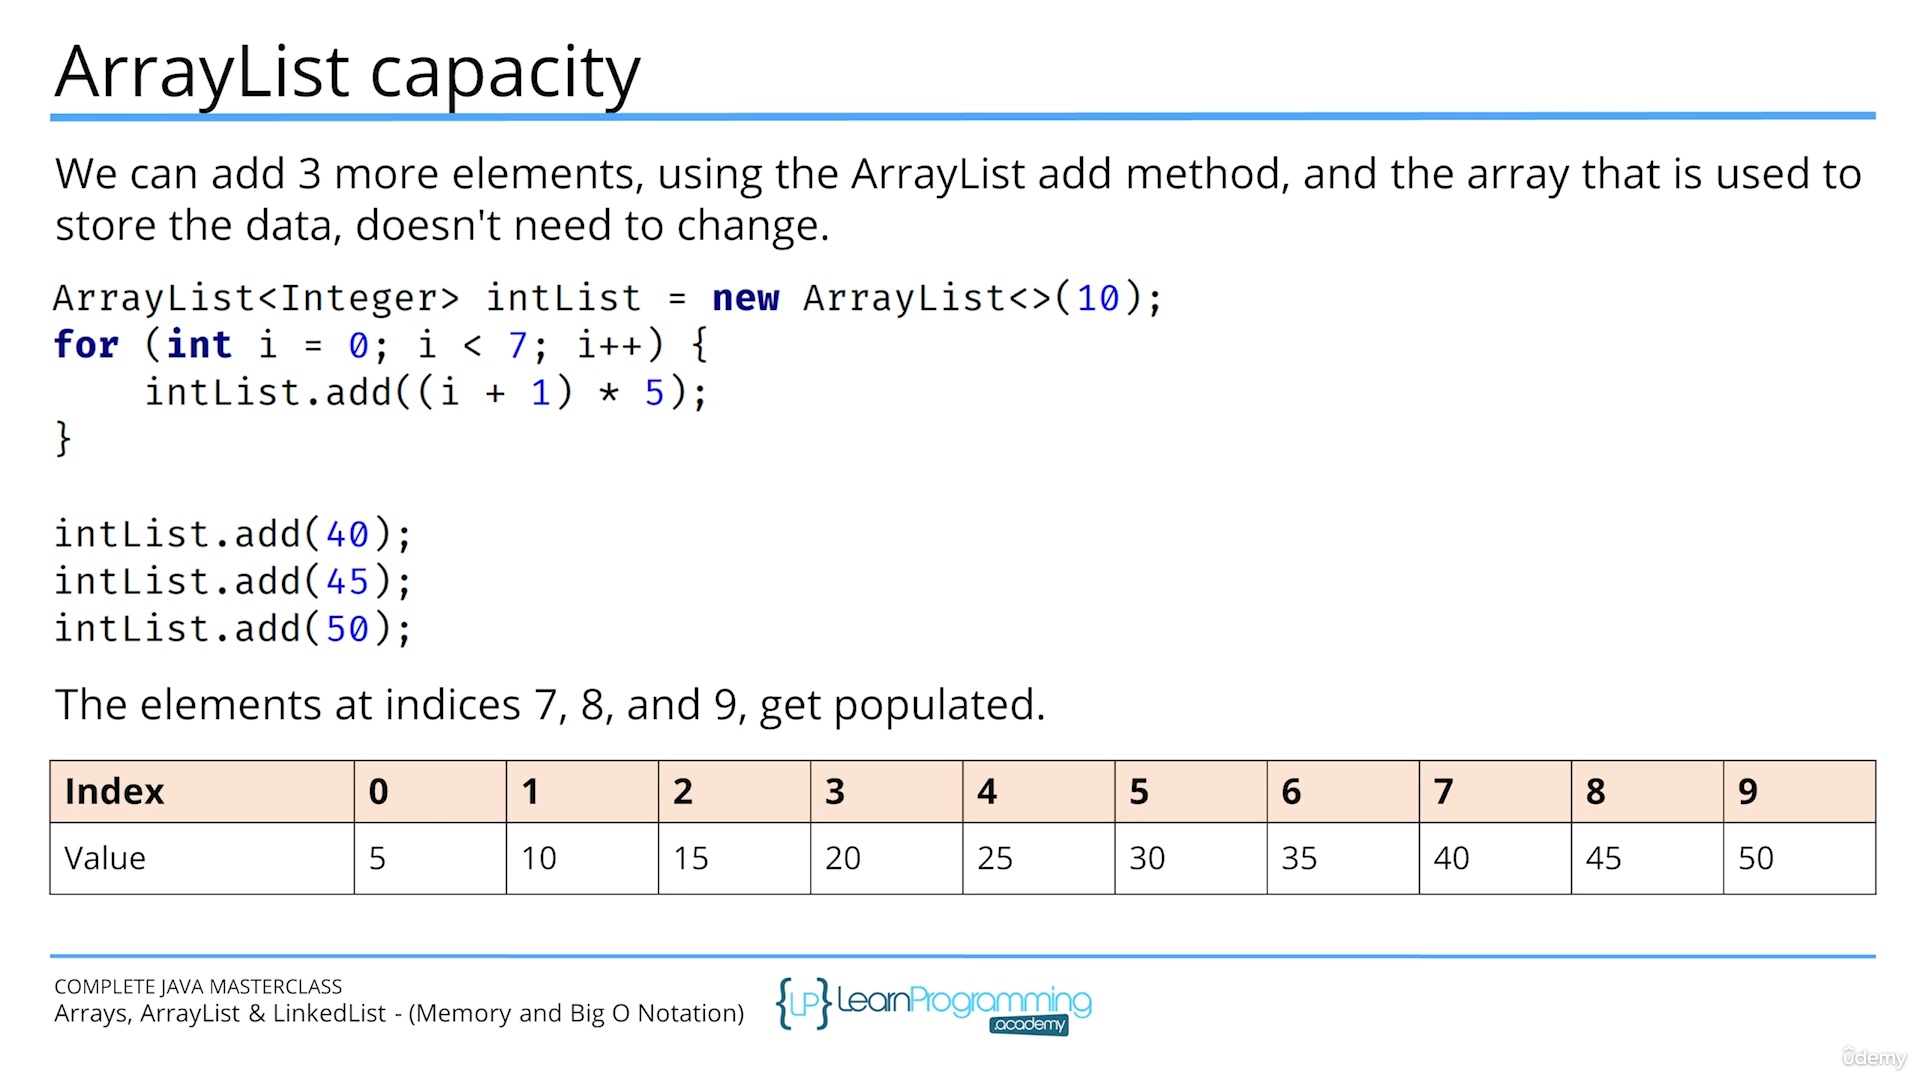 ArrayList capacity
We can add 3 more elements, using the ArrayList add method, and the array that is used to
store the data, doesn't need to change.
ArrayList<Integer> intList = new ArrayList<>(10);
for (int i = 0; i < 7; i++) {
    intList.add((i + 1) * 5);
}
intList.add(40);
intList.add(45);
intList.add(50);
The elements at indices 7, 8, and 9, get populated.
Index 0 1 2 3 4 5 6 7 8 9
Value 5 10 15 20 25 30 35 40 45 50
COMPLETE JAVA MASTERCLASS
Arrays, ArrayList & LinkedList - (Memory and Big O Notation)
{LP} LearnProgramming
.academy
ûdemy